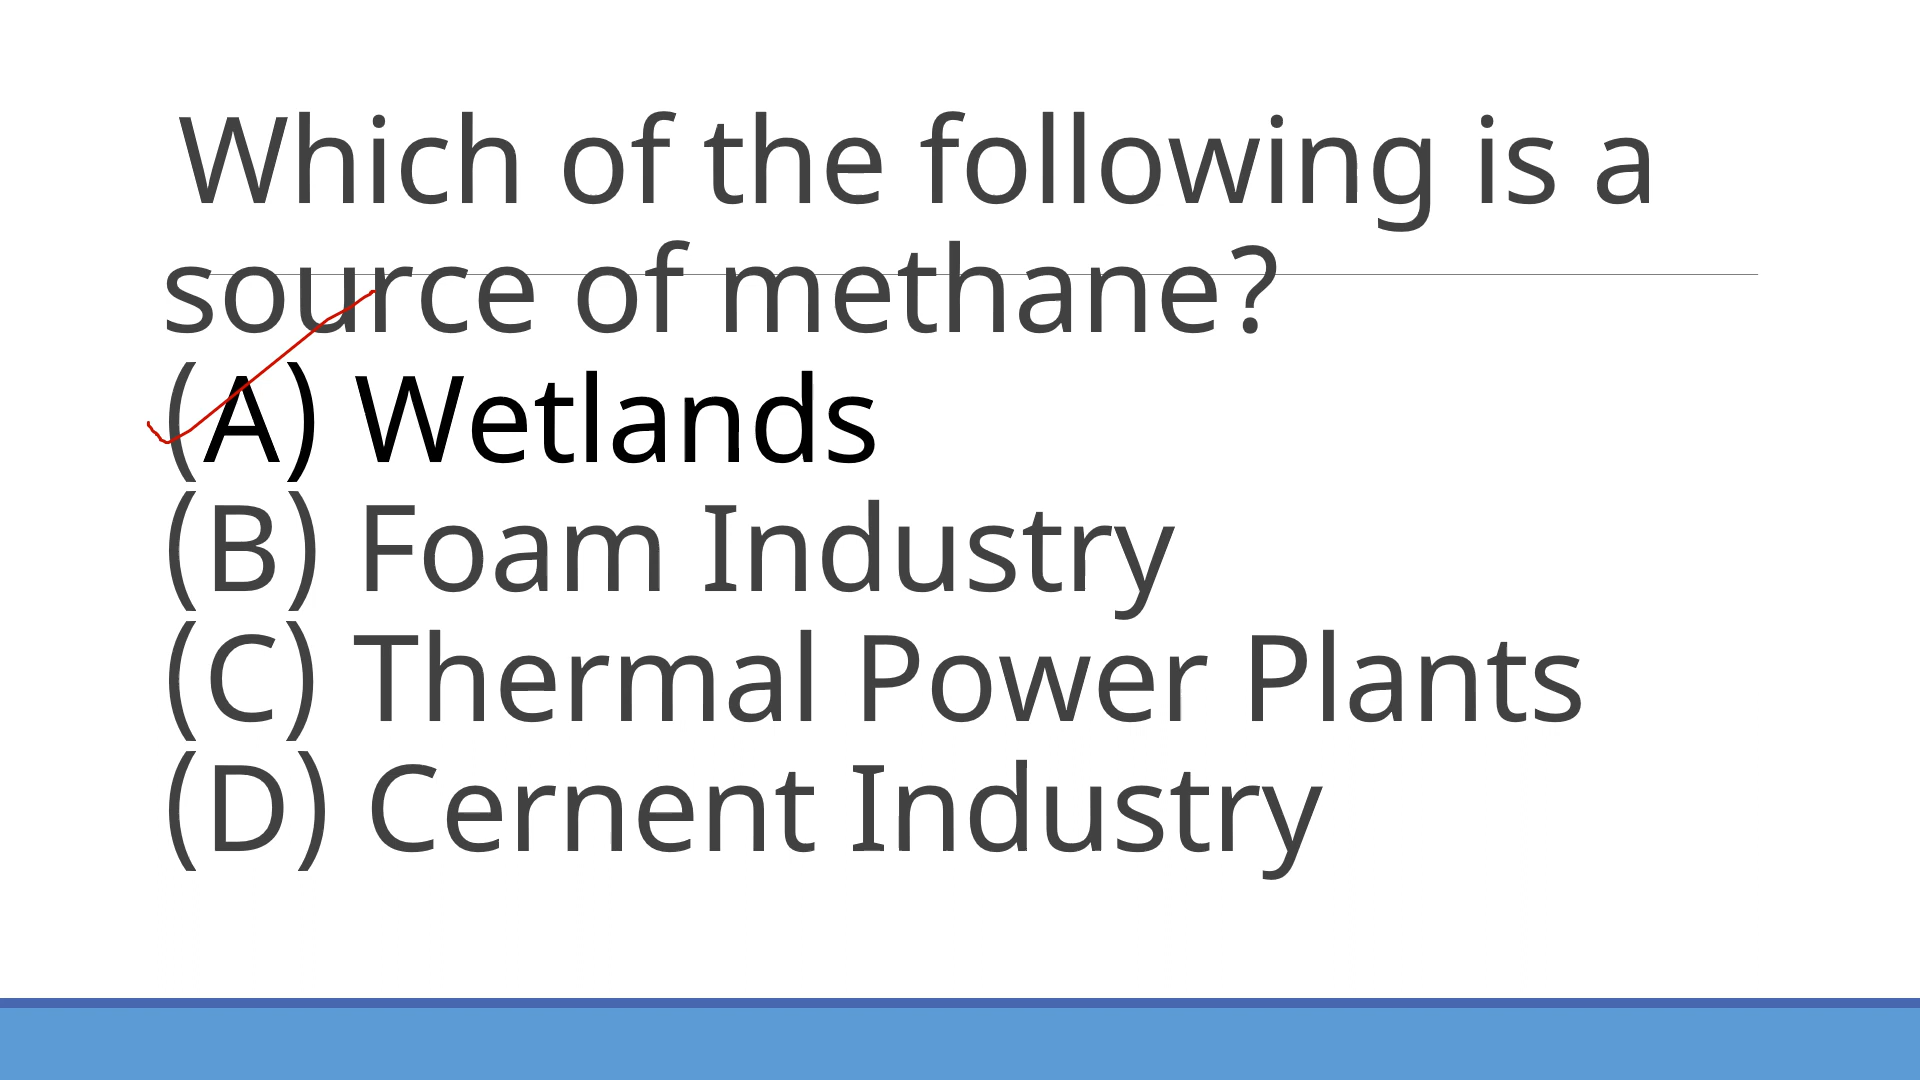 Which of the following is a
source of methane?
(A) Wetlands
(B) Foam Industry
(C) Thermal Power Plants
(D) Cernent Industry